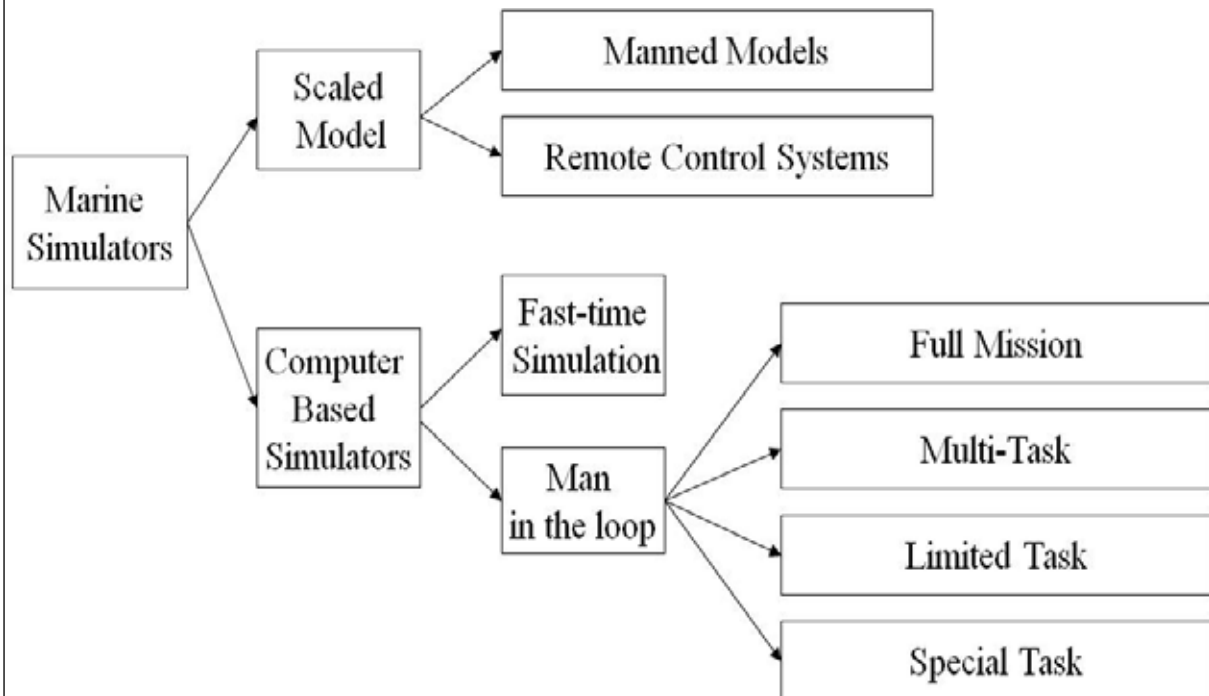 Marine
Simulators
Scaled
Model
Manned Models
Remote Control Systems
Computer
Based
Simulators
Fast-time
Simulation
Man
in the loop
Full Mission
Multi-Task
Limited Task
Special Task